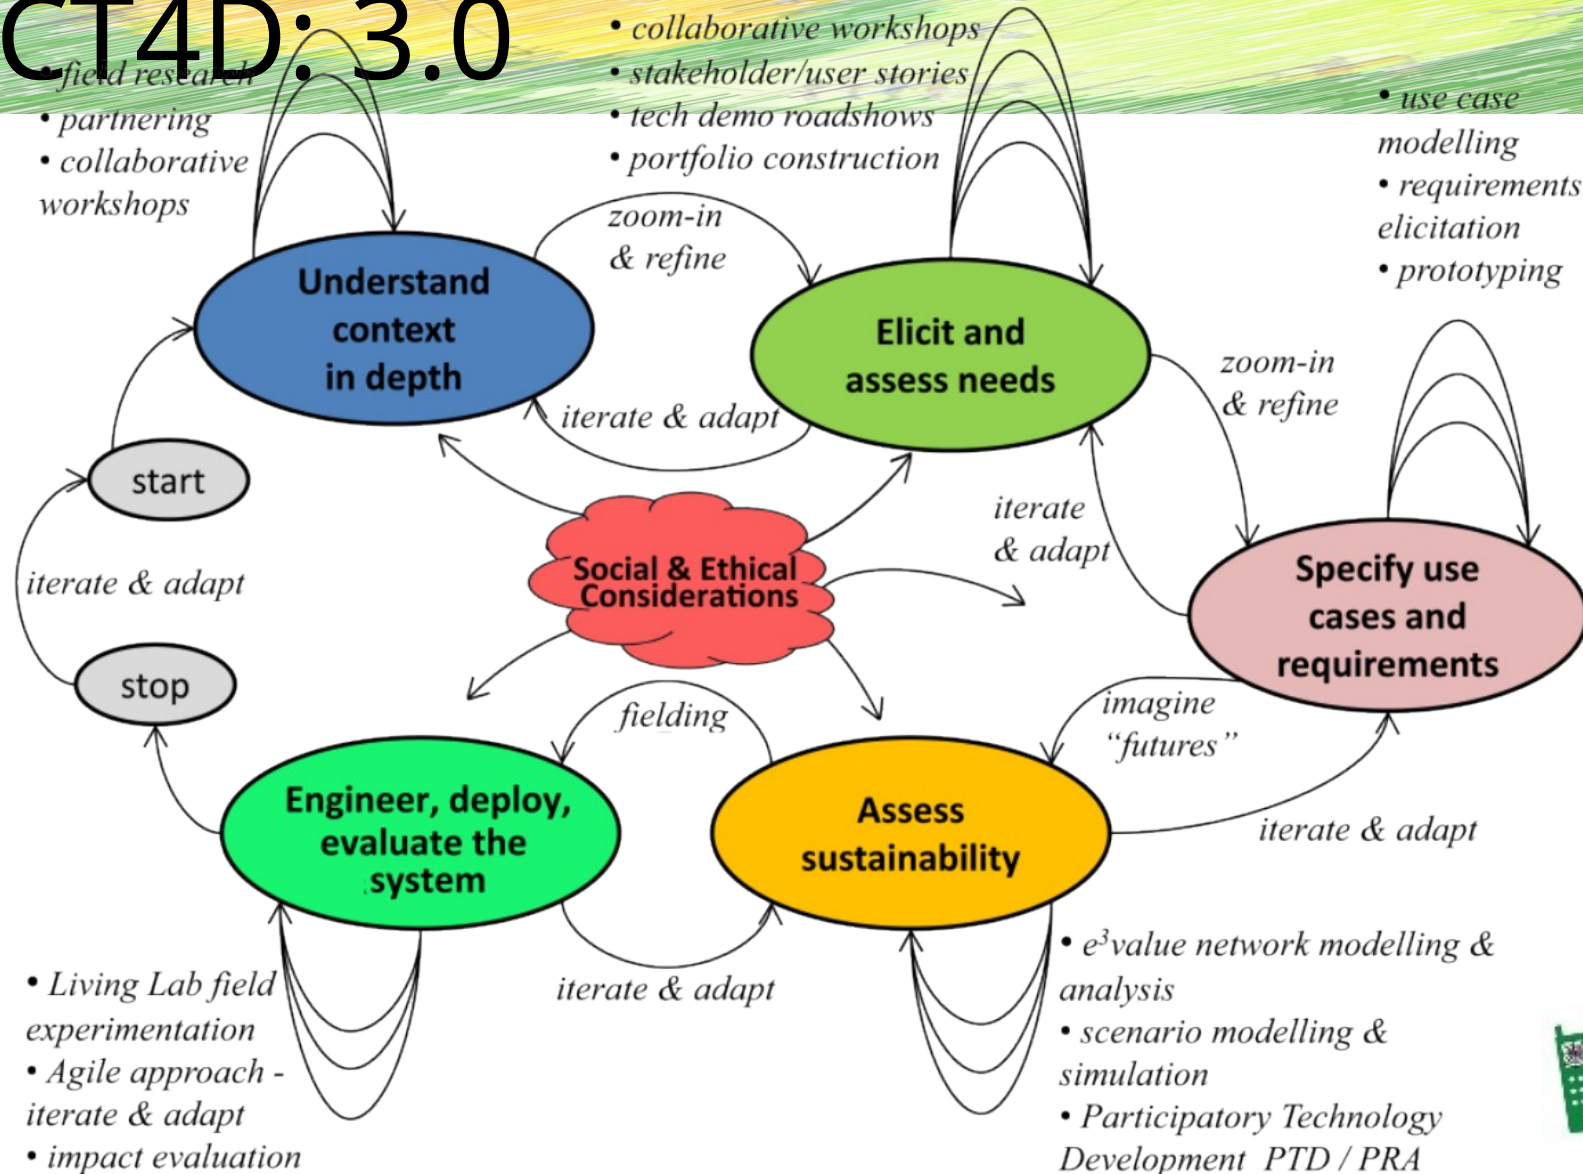 CT4D: 3.0
• field research
• partnering
• collaborative
workshops
• collaborative workshops
• stakeholder/user stories
• tech demo roadshows
• portfolio construction
• use case
modelling
• requirements
elicitation
• prototyping
zoom-in
& refine
Understand
context
in depth
Elicit and
assess needs
zoom-in
& refine
iterate & adapt
start
iterate
& adapt
Social & Ethical
Considerations
Specify use
cases and
requirements
iterate & adapt
stop
fielding
imagine
“futures”
Engineer, deploy,
evaluate the
system
Assess
sustainability
iterate & adapt
iterate & adapt
• Living Lab field
experimentation
• Agile approach -
iterate & adapt
• impact evaluation
• e³value network modelling &
analysis
• scenario modelling &
simulation
• Participatory Technology
Development PTD / PRA